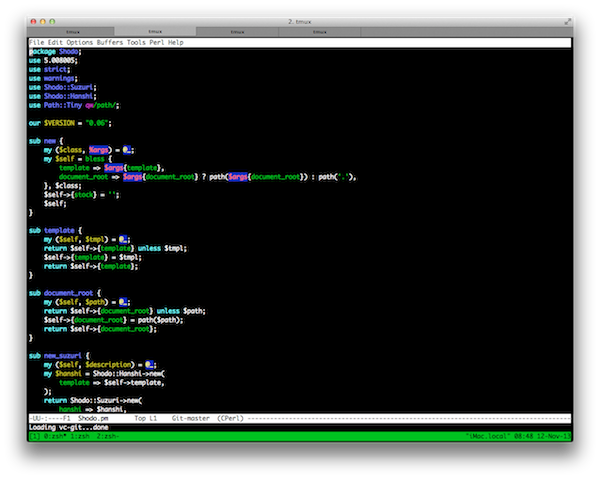 2. tmux
tmux tmux tmux tmux
File Edit Options Buffers Tools Perl Help
package Shodo;
use 5.008005;
use strict;
use warnings;
use Shodo::Suzuri;
use Shodo::Hanshi;
use Path::Tiny qw/path/;
our $VERSION = "0.06";
sub new {
my ($class, %args) = @_;
my $self = bless {
template => $args{template},
document_root => $args{document_root} ? path($args{document_root}) : path('.'),
}, $class;
$self->{stock} = '';
$self;
}
sub template {
my ($self, $tmpl) = @_;
return $self->{template} unless $tmpl;
$self->{template} = $tmpl;
return $self->{template};
}
sub document_root {
my ($self, $path) = @_;
return $self->{document_root} unless $path;
$self->{document_root} = path($path);
return $self->{document_root};
}
sub new_suzuri {
my ($self, $description) = @_;
my $hanshi = Shodo::Hanshi->new(
template => $self->template,
);
return Shodo::Suzuri->new(
hanshi => $hanshi,
-UU-:----F1 Shodo.pm Top L1 Git-master (CPerl) ----------------------------------------
Loading vc-git...done
[1] 0:zsh* 1:zsh 2:zsh- "iMac.local" 08:48 12-Nov-13